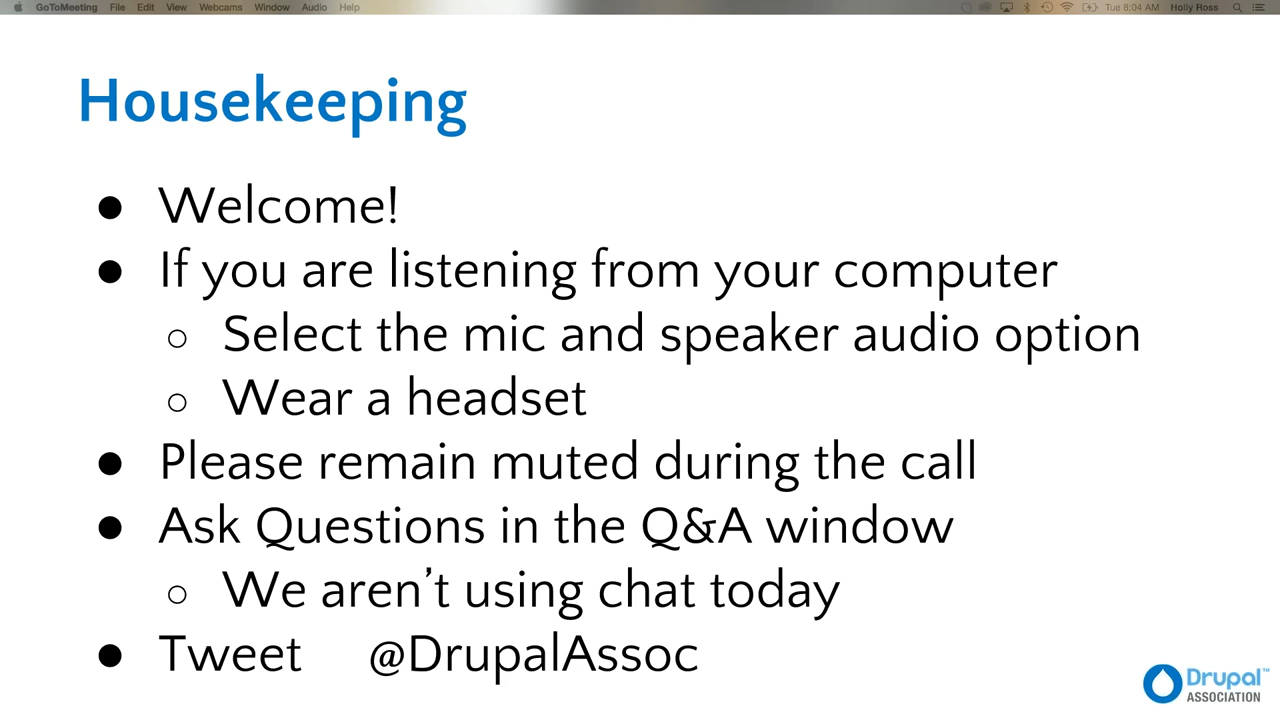 GoToMeeting File Edit View Webcams Window Audio Help Tue 8:04 AM Holly Ross
Housekeeping
● Welcome!
● If you are listening from your computer
○ Select the mic and speaker audio option
○ Wear a headset
● Please remain muted during the call
● Ask Questions in the Q&A window
○ We aren’t using chat today
● Tweet @DrupalAssoc
Drupal™
ASSOCIATION